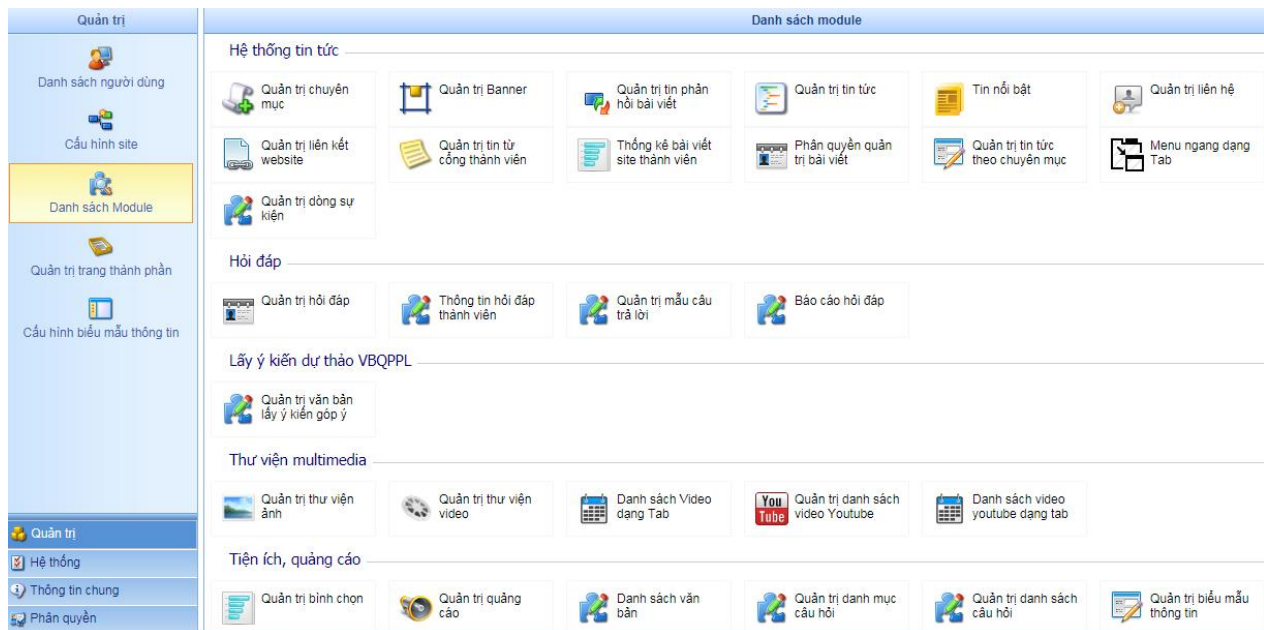 Quản trị
Danh sách module
Danh sách người dùng
Cấu hình site
Danh sách Module
Quản trị trang thành phần
Cấu hình biểu mẫu thông tin
Quản trị
Hệ thống
Thông tin chung
Phân quyền
Hệ thống tin tức
Quản trị chuyên
mục
Quản trị Banner
Quản trị tin phản
hồi bài viết
Quản trị tin tức
Tin nổi bật
Quản trị liên hệ
Quản trị liên kết
website
Quản trị tin từ
cổng thành viên
Thống kê bài viết
site thành viên
Phân quyền quản
trị bài viết
Quản trị tin tức
theo chuyên mục
Menu ngang dạng
Tab
Quản trị dòng sự
kiện
Hỏi đáp
Quản trị hỏi đáp
Thông tin hỏi đáp
thành viên
Quản trị mẫu câu
trả lời
Báo cáo hỏi đáp
Lấy ý kiến dự thảo VBQPPL
Quản trị văn bản
lấy ý kiến góp ý
Thư viện multimedia
Quản trị thư viện
ảnh
Quản trị thư viện
video
Danh sách Video
dạng Tab
You
Tube
Quản trị danh sách
video Youtube
Danh sách video
youtube dạng tab
Tiện ích, quảng cáo
Quản trị bình chọn
Quản trị quảng
cáo
Danh sách văn
bản
Quản trị danh mục
câu hỏi
Quản trị danh sách
câu hỏi
Quản trị biểu mẫu
thông tin